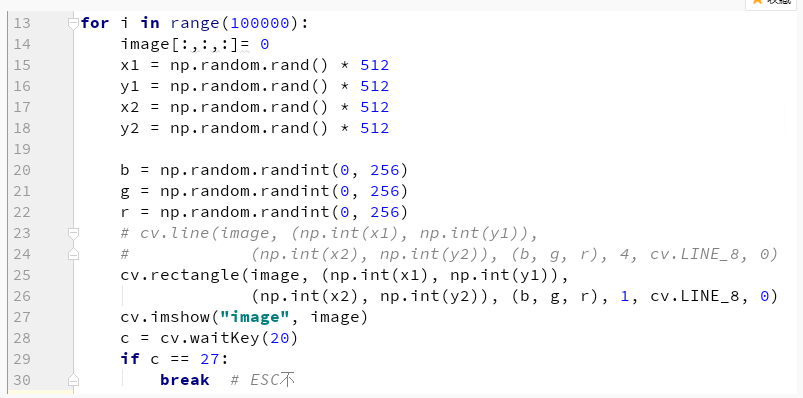 13 for i in range(100000):
14     image[:,:,:]= 0
15     x1 = np.random.rand() * 512
16     y1 = np.random.rand() * 512
17     x2 = np.random.rand() * 512
18     y2 = np.random.rand() * 512
19
20     b = np.random.randint(0, 256)
21     g = np.random.randint(0, 256)
22     r = np.random.randint(0, 256)
23     # cv.line(image, (np.int(x1), np.int(y1)),
24     #            (np.int(x2), np.int(y2)), (b, g, r), 4, cv.LINE_8, 0)
25     cv.rectangle(image, (np.int(x1), np.int(y1)),
26                  (np.int(x2), np.int(y2)), (b, g, r), 1, cv.LINE_8, 0)
27     cv.imshow("image", image)
28     c = cv.waitKey(20)
29     if c == 27:
30         break  # ESC不